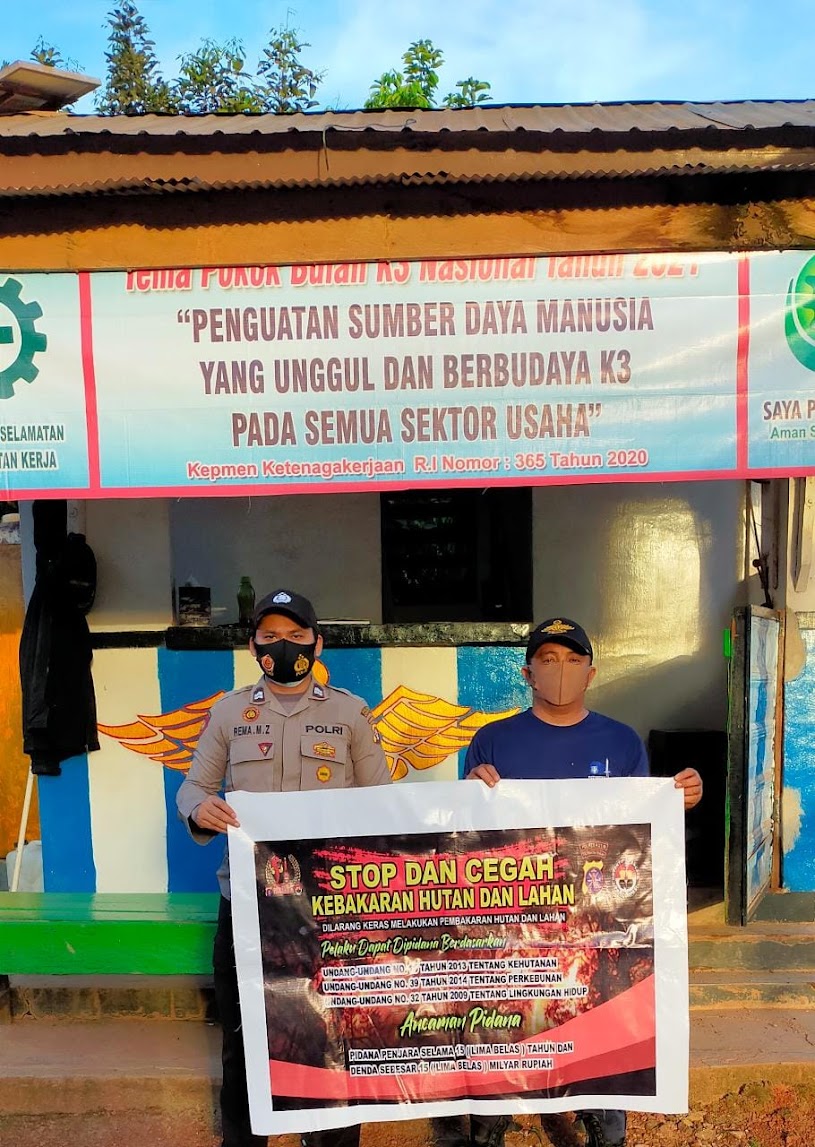 Tema Pokok Bulan K3 Nasional Tahun 2021
“PENGUATAN SUMBER DAYA MANUSIA
YANG UNGGUL DAN BERBUDAYA K3
PADA SEMUA SEKTOR USAHA”
Kepmen Ketenagakerjaan R.I Nomor : 365 Tahun 2020
SELAMATAN
TAN KERJA
SAYA P
Aman S
REMA.M.Z
POLRI
STOP DAN CEGAH
KEBAKARAN HUTAN DAN LAHAN
DILARANG KERAS MELAKUKAN PEMBAKARAN HUTAN DAN LAHAN
Pelaku Dapat Dipidana Berdasarkan
UNDANG-UNDANG NO. TAHUN 2013 TENTANG KEHUTANAN
UNDANG-UNDANG NO. 39 TAHUN 2014 TENTANG PERKEBUNAN
UNDANG-UNDANG NO. 32 TAHUN 2009 TENTANG LINGKUNGAN HIDUP
Ancaman Pidana
PIDANA PENJARA SELAMA 15 (LIMA BELAS) TAHUN DAN
DENDA SEBESAR 15 (LIMA BELAS) MILYAR RUPIAH